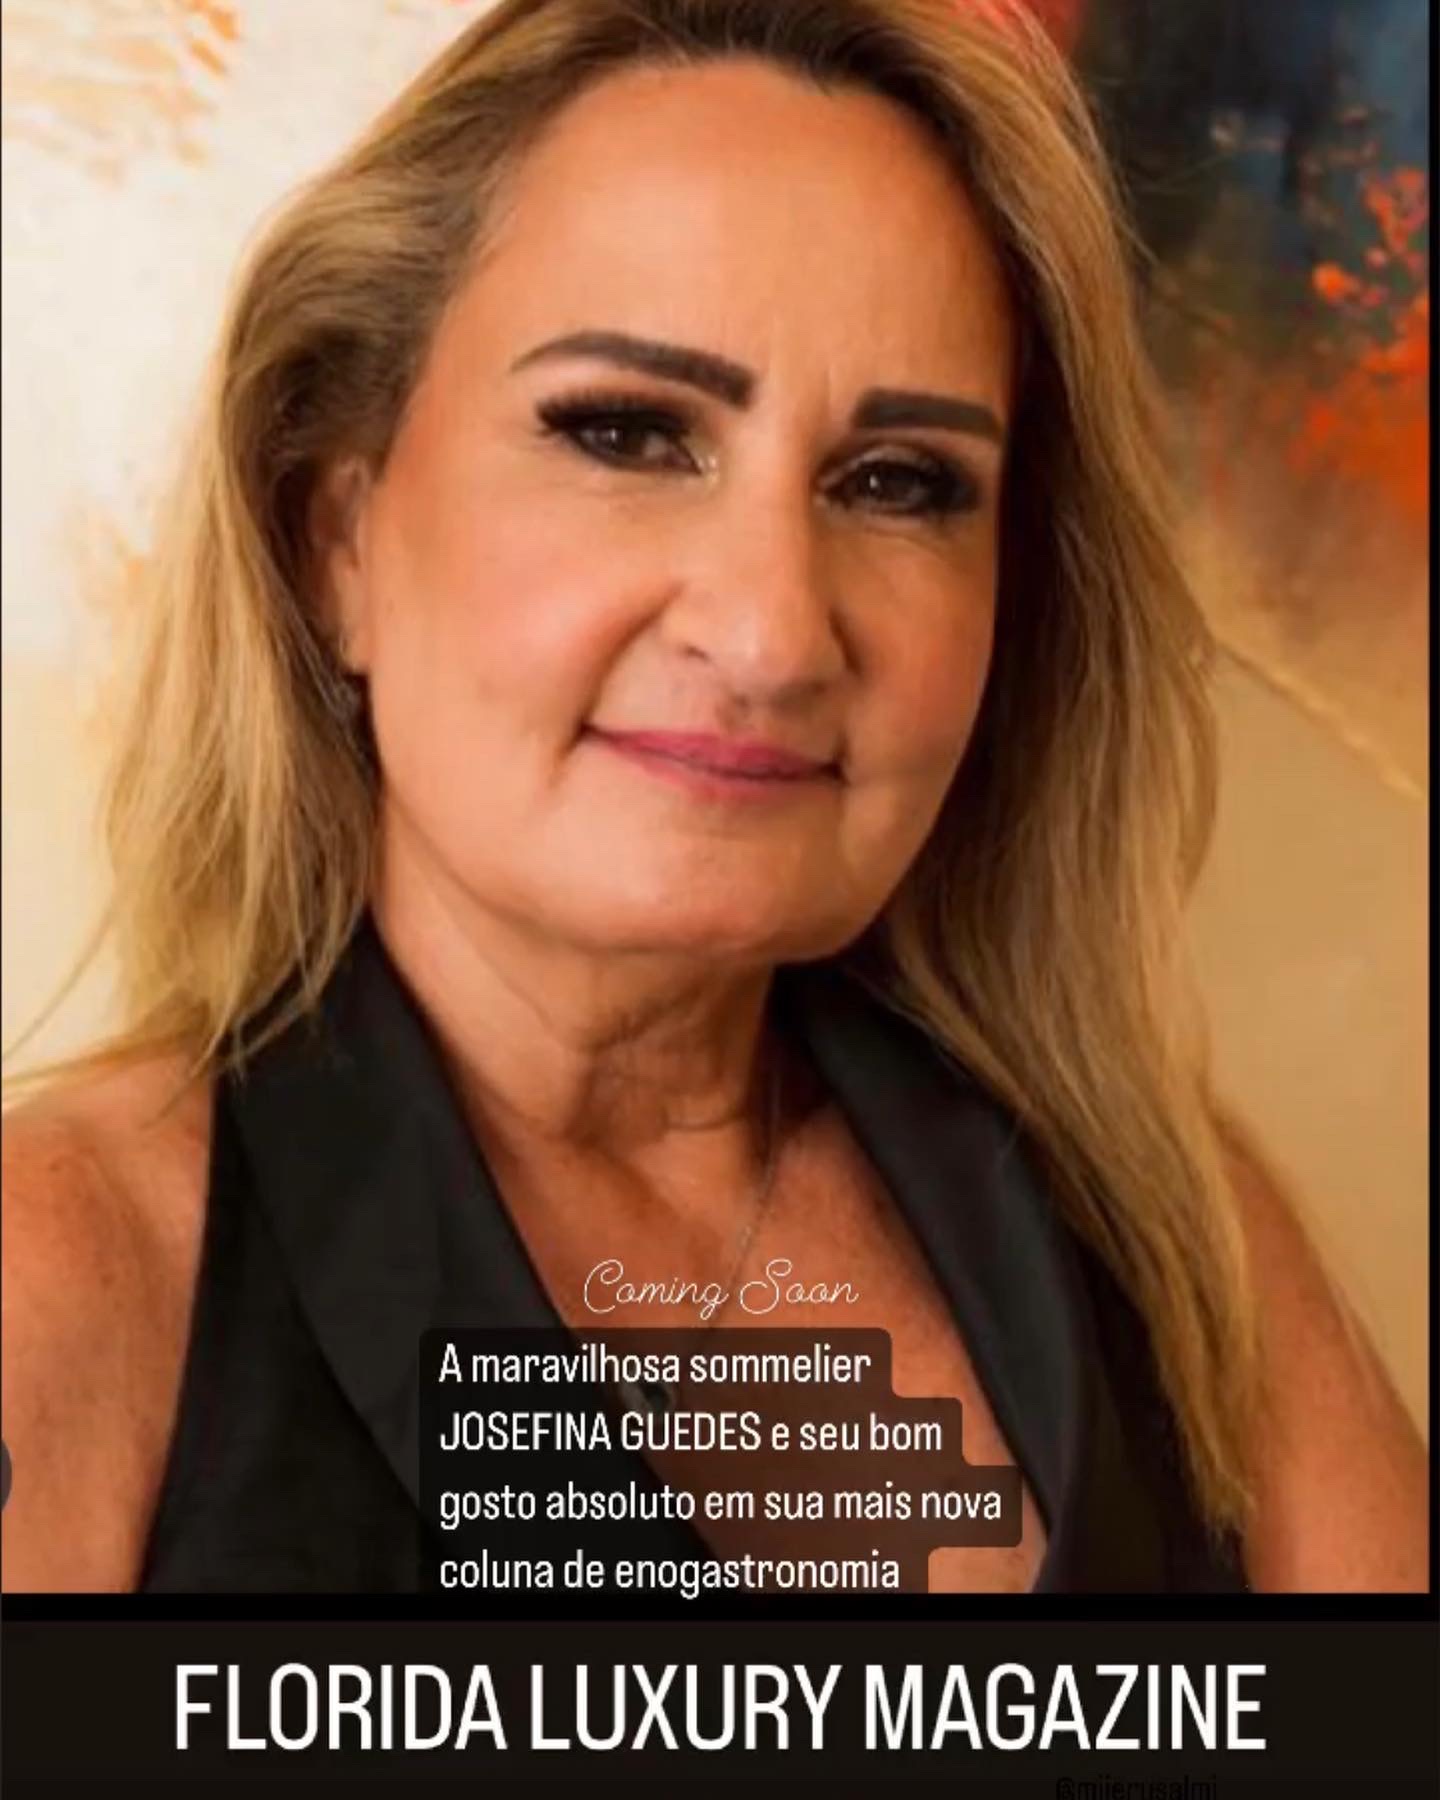 Coming Soon
A maravilhosa sommelier
JOSEFINA GUEDES e seu bom
gosto absoluto em sua mais nova
coluna de enogastronomia
FLORIDA LUXURY MAGAZINE
@mijerusalmi